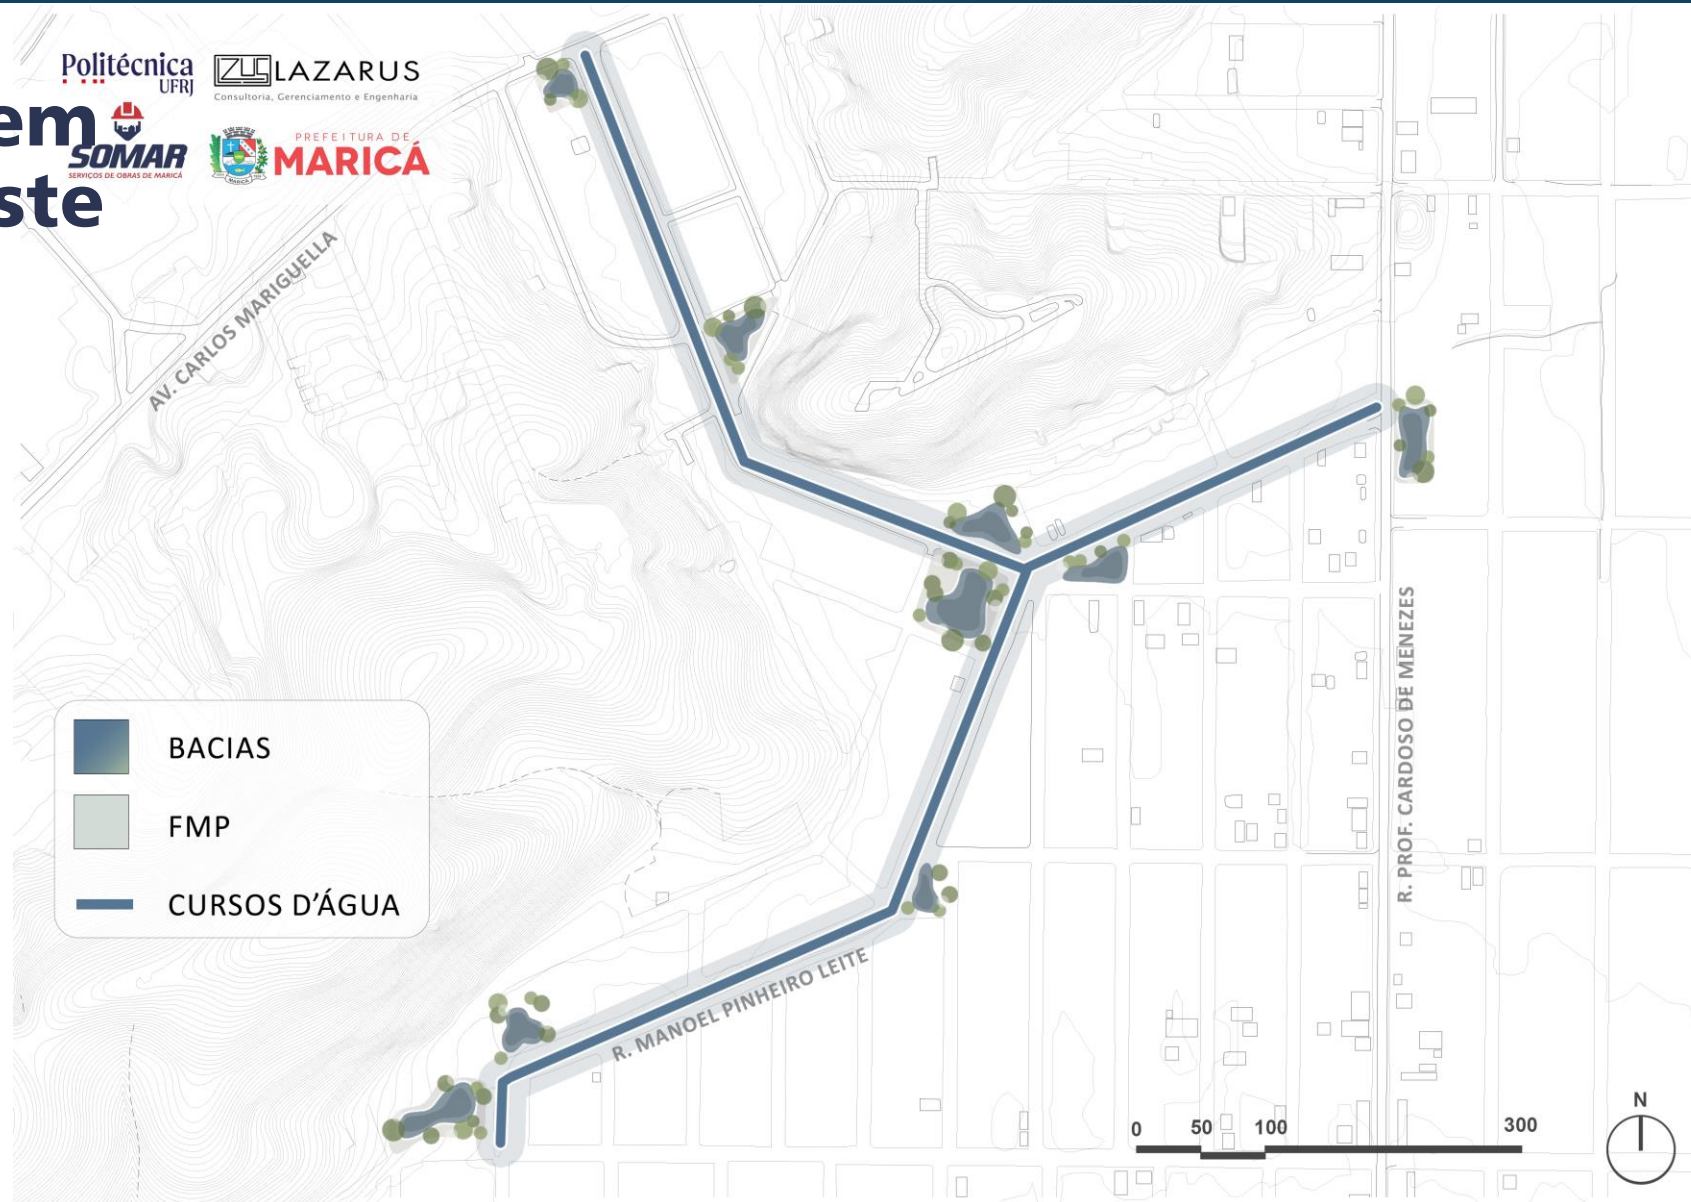 Politécnica
UFRJ
LAZARUS
Consultoria, Gerenciamento e Engenharia
em
SOMAR
SERVIÇOS DE OBRAS DE MARICÁ
PREFEITURA DE
MARICÁ
MARICÁ
ste
AV. CARLOS MARIGUELLA
BACIAS
FMP
CURSOS D'ÁGUA
R. PROF. CARDOSO DE MENEZES
R. MANOEL PINHEIRO LEITE
0 50 100 300
N